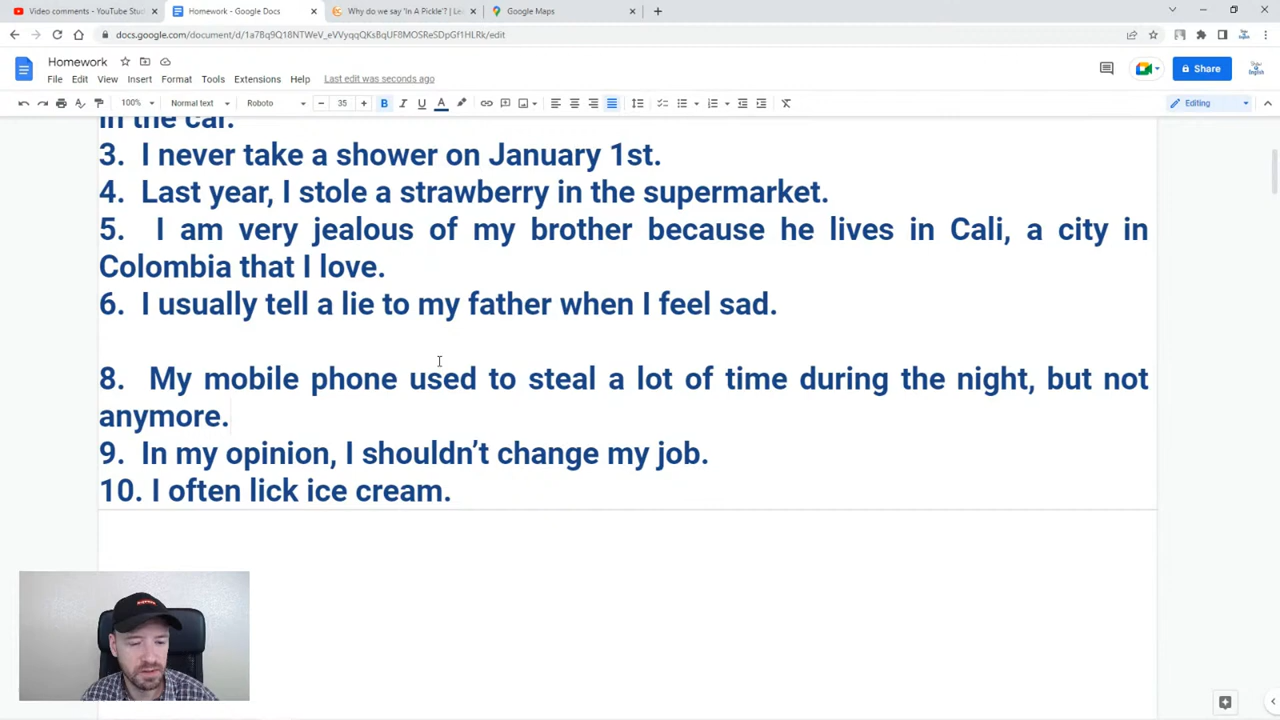 Video comments - YouTube Stud
Homework - Google Docs
Why do we say 'In A Pickle'? | Le
Google Maps
docs.google.com/document/d/1a7Bq9Q18NTWeV_eVVyqqQKsBqUF8MOSReSDpGf1HLRk/edit
Homework
File Edit View Insert Format Tools Extensions Help Last edit was seconds ago
Share
100% Normal text Roboto 35 Editing
in the car.
3. I never take a shower on January 1st.
4. Last year, I stole a strawberry in the supermarket.
5. I am very jealous of my brother because he lives in Cali, a city in
Colombia that I love.
6. I usually tell a lie to my father when I feel sad.
8. My mobile phone used to steal a lot of time during the night, but not
anymore.
9. In my opinion, I shouldn’t change my job.
10. I often lick ice cream.